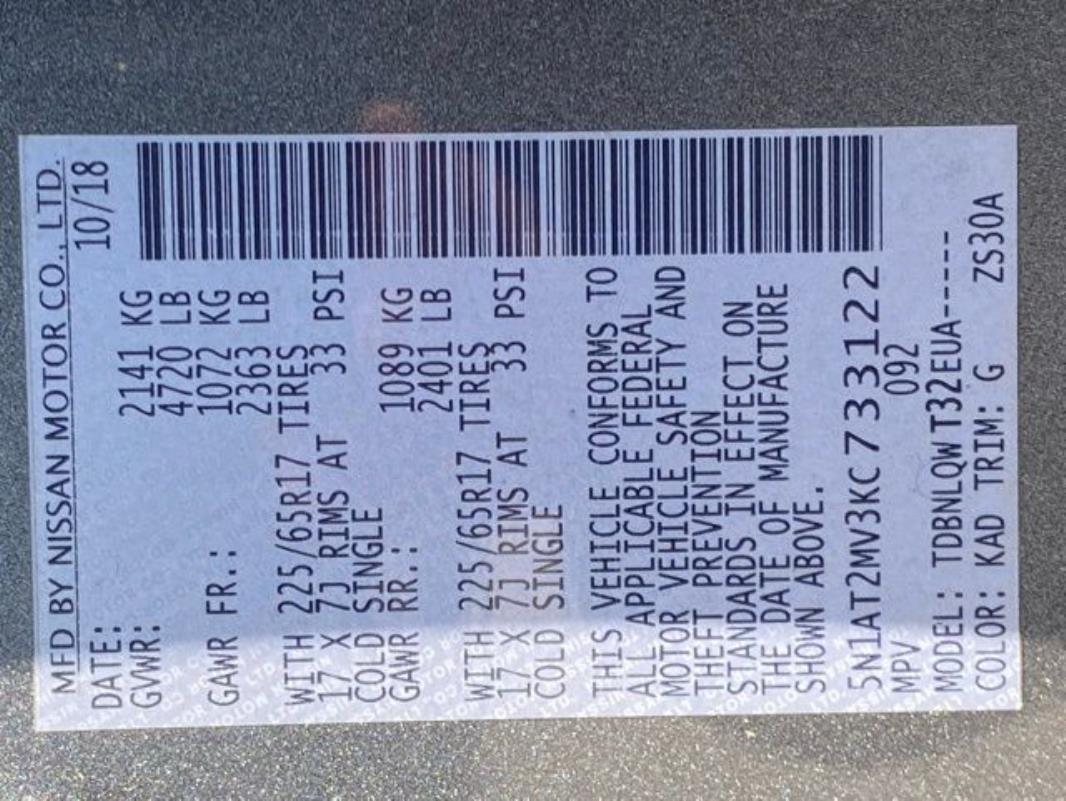 MFD BY NISSAN MOTOR CO., LTD.
DATE: 10/18
GVWR: 2141 KG
4720 LB
GAWR FR.: 1072 KG
2363 LB
WITH 225/65R17 TIRES
17 X 7J RIMS AT 33 PSI
COLD SINGLE
GAWR RR.: 1089 KG
2401 LB
WITH 225/65R17 TIRES
17 X 7J RIMS AT 33 PSI
COLD SINGLE
THIS VEHICLE CONFORMS TO
ALL APPLICABLE FEDERAL
MOTOR VEHICLE SAFETY AND
THEFT PREVENTION
STANDARDS IN EFFECT ON
THE DATE OF MANUFACTURE
SHOWN ABOVE.
5N1AT2MV3KC733122
MPV 092
MODEL: TDBNLQW T32EUA-----
COLOR: KAD TRIM: G ZS30A